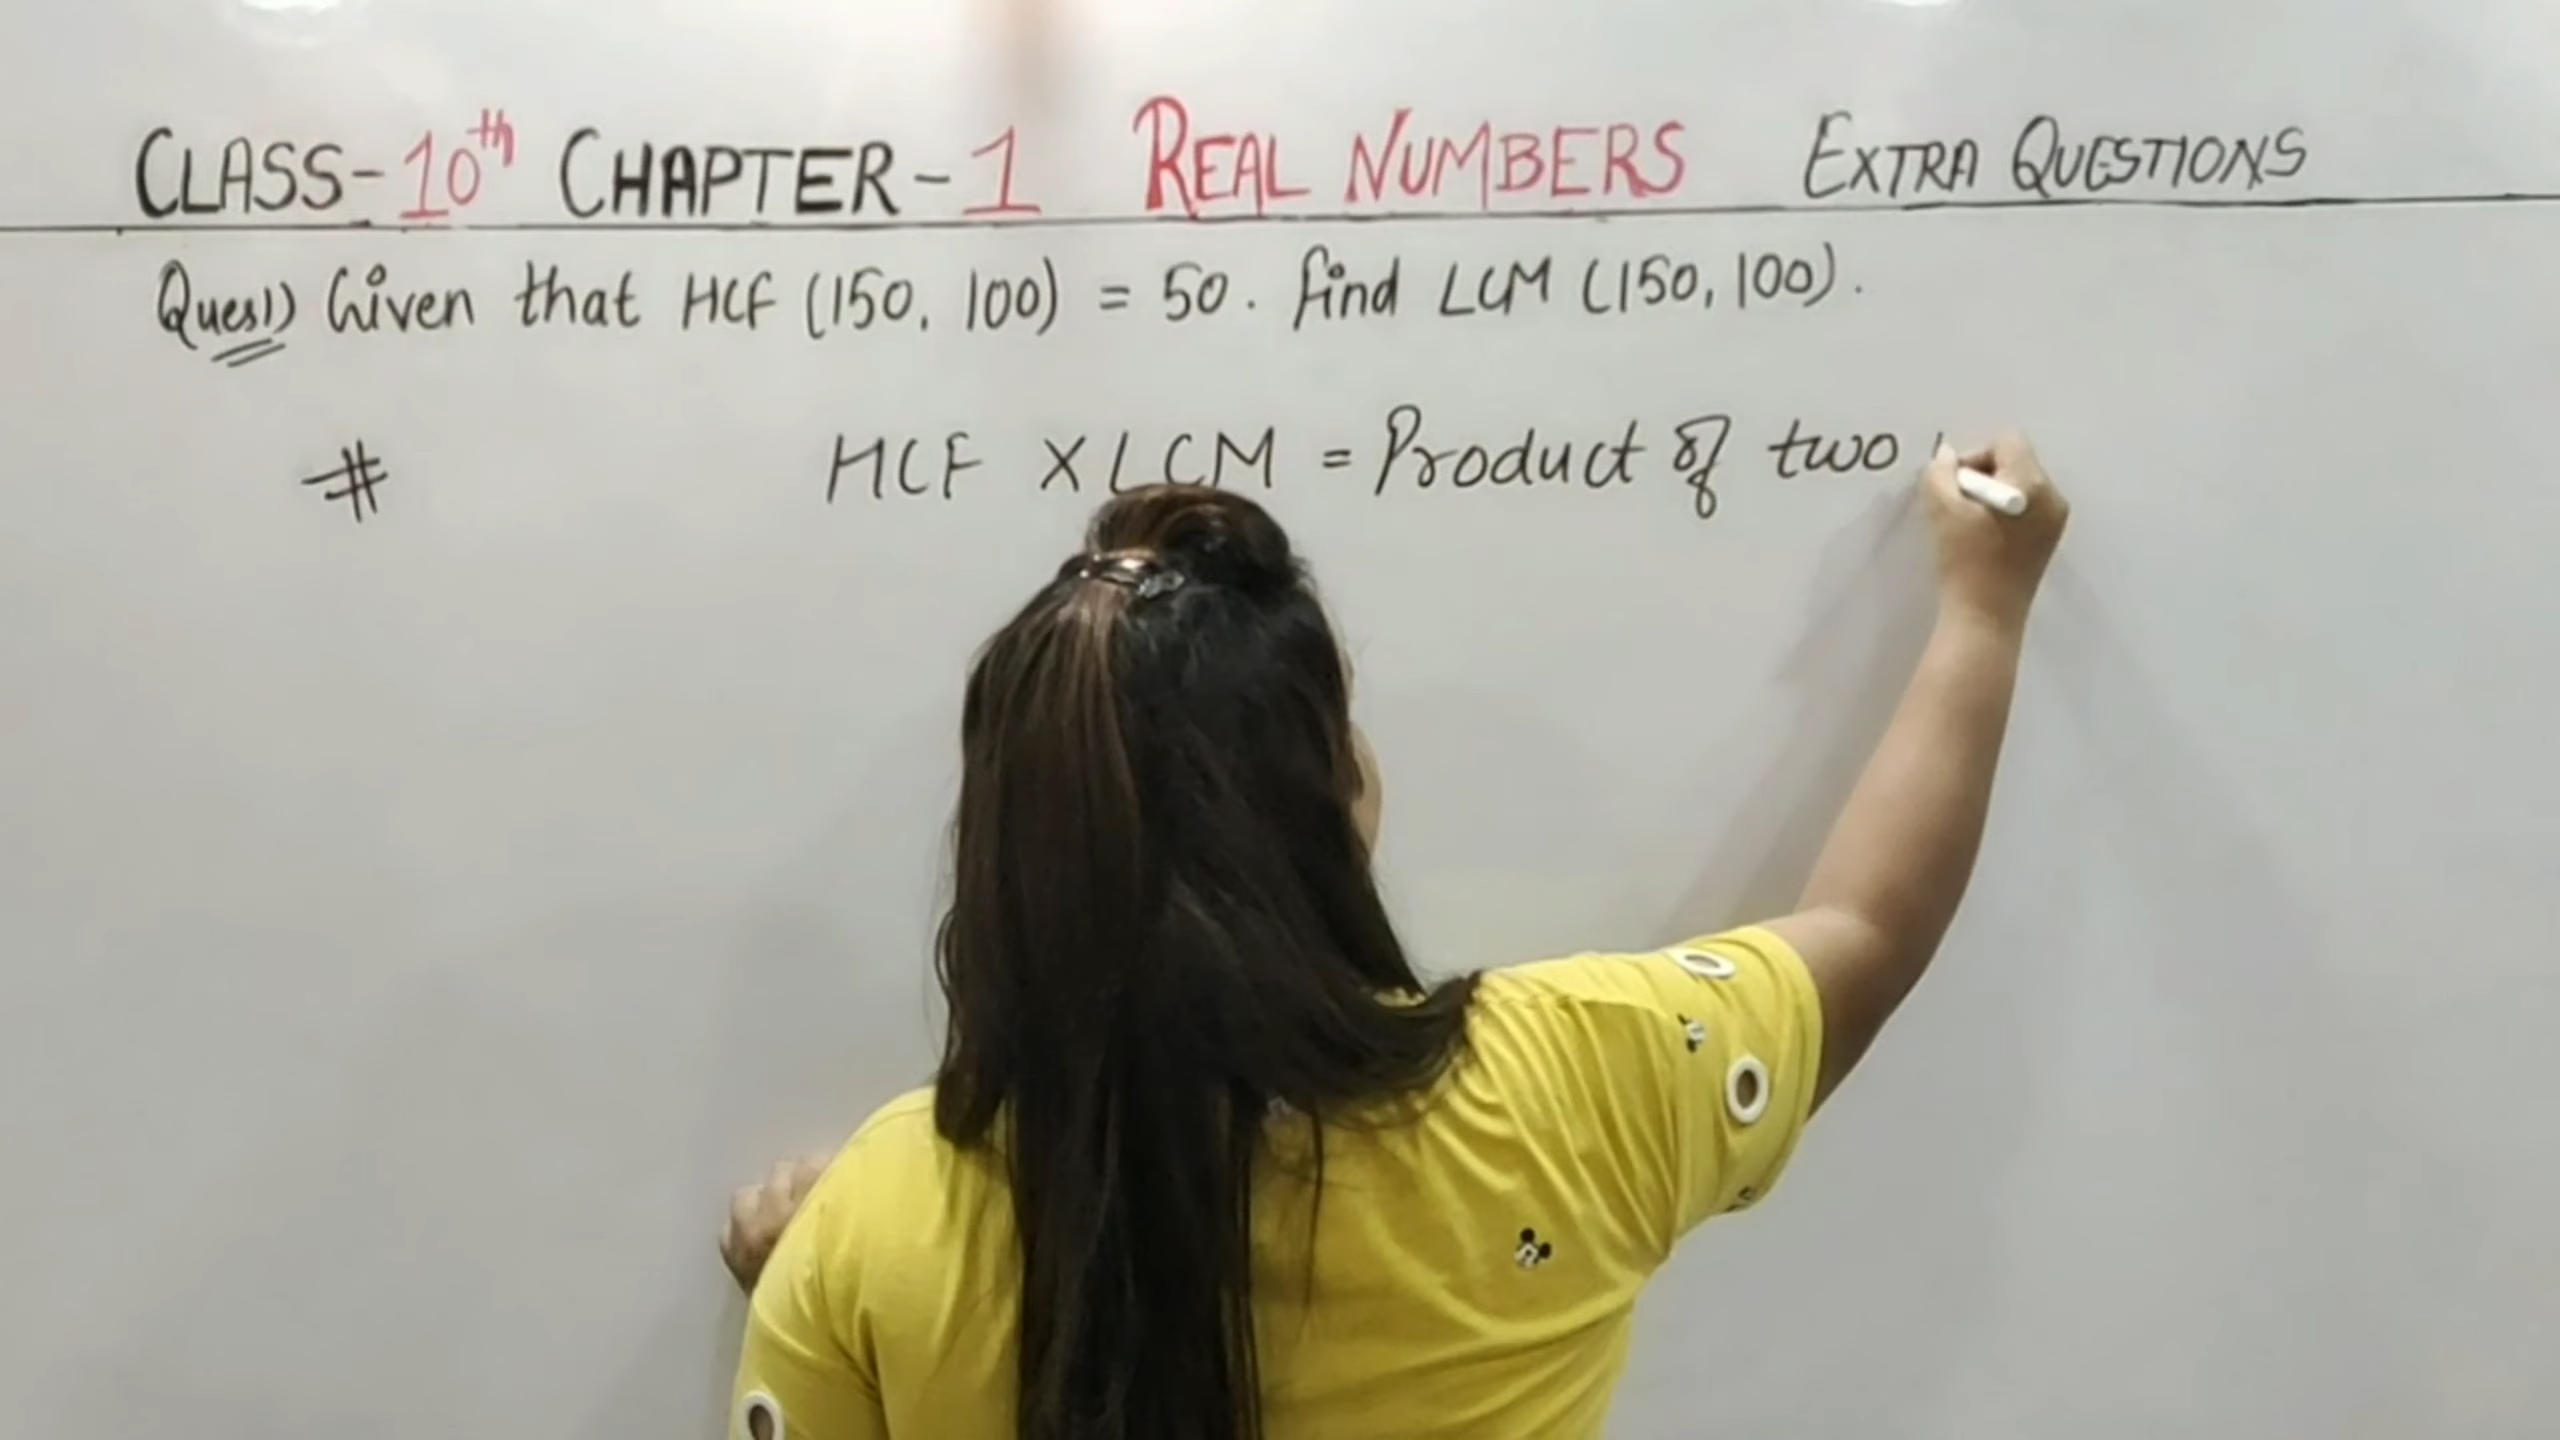 CLASS-10th CHAPTER-1 REAL NUMBERS EXTRA QUESTIONS
Ques1) Given that HCF (150, 100) = 50. find LCM (150, 100).
# HCF X LCM = Product of two